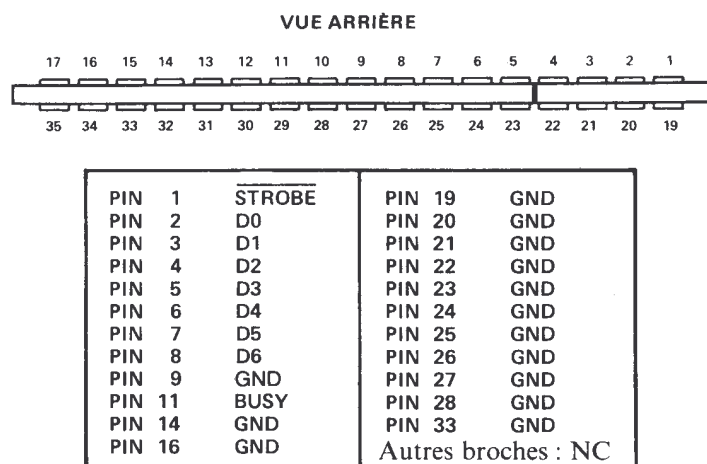 VUE ARRIÈRE
17 16 15 14 13 12 11 10 9 8 7 6 5 4 3 2 1
35 34 33 32 31 30 29 28 27 26 25 24 23 22 21 20 19
PIN 1 STROBE
PIN 2 D0
PIN 3 D1
PIN 4 D2
PIN 5 D3
PIN 6 D4
PIN 7 D5
PIN 8 D6
PIN 9 GND
PIN 11 BUSY
PIN 14 GND
PIN 16 GND
PIN 19 GND
PIN 20 GND
PIN 21 GND
PIN 22 GND
PIN 23 GND
PIN 24 GND
PIN 25 GND
PIN 26 GND
PIN 27 GND
PIN 28 GND
PIN 33 GND
Autres broches : NC